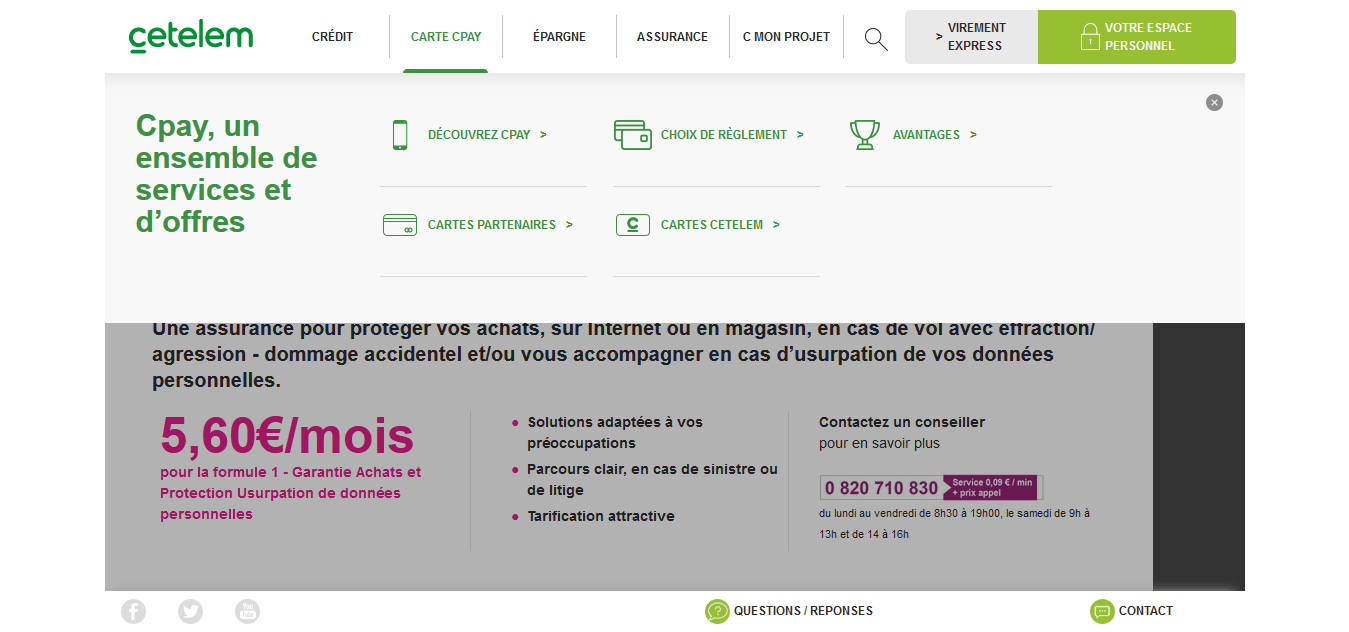 cetelem
CRÉDIT
CARTE CPAY
ÉPARGNE
ASSURANCE
C MON PROJET
> VIREMENT
EXPRESS
VOTRE ESPACE
PERSONNEL
Cpay, un
ensemble de
services et
d’offres
DÉCOUVREZ CPAY >
CHOIX DE RÈGLEMENT >
AVANTAGES >
CARTES PARTENAIRES >
CARTES CETELEM >
Une assurance pour protéger vos achats, sur Internet ou en magasin, en cas de vol avec effraction/
agression - dommage accidentel et/ou vous accompagner en cas d’usurpation de vos données
personnelles.
5,60€/mois
pour la formule 1 - Garantie Achats et
Protection Usurpation de données
personnelles
• Solutions adaptées à vos
préoccupations
• Parcours clair, en cas de sinistre ou
de litige
• Tarification attractive
Contactez un conseiller
pour en savoir plus
0 820 710 830
Service 0,09 € / min
+ prix appel
du lundi au vendredi de 8h30 à 19h00, le samedi de 9h à
13h et de 14 à 16h
You
Tube
QUESTIONS / REPONSES
CONTACT